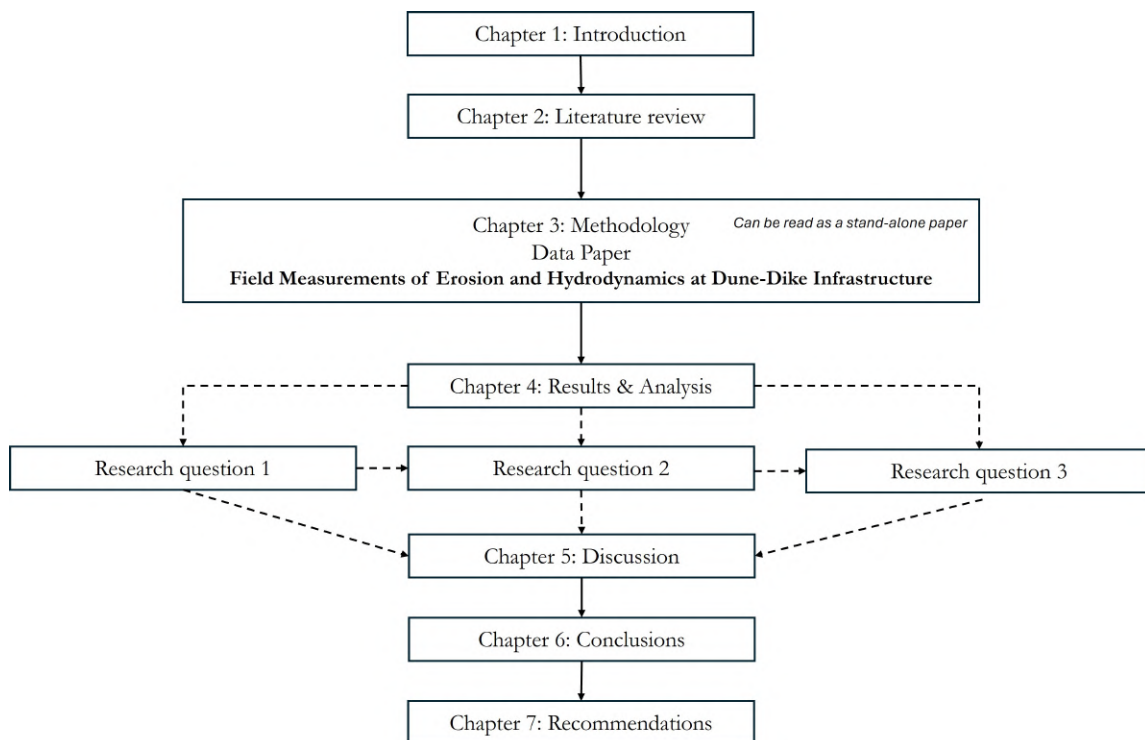 Chapter 1: Introduction
Chapter 2: Literature review
Chapter 3: Methodology
Can be read as a stand-alone paper
Data Paper
Field Measurements of Erosion and Hydrodynamics at Dune-Dike Infrastructure
Chapter 4: Results & Analysis
Research question 1
Research question 2
Research question 3
Chapter 5: Discussion
Chapter 6: Conclusions
Chapter 7: Recommendations